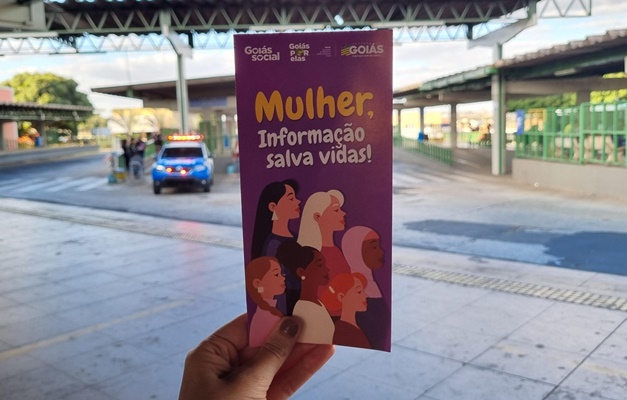 Goiás
social
Goiás
POR
elas
GOIÁS
Mulher,
Informação
salva vidas!